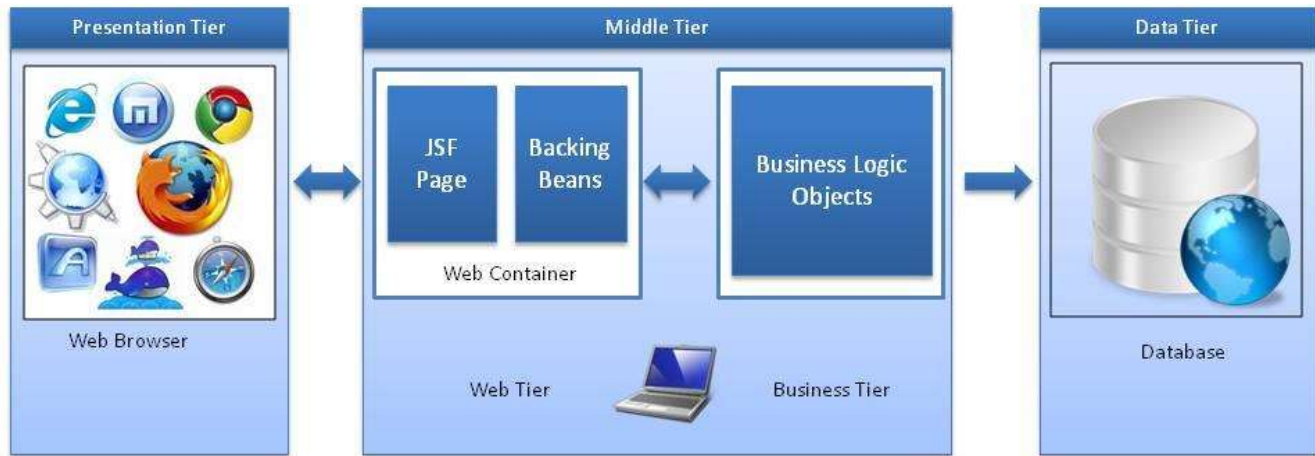 Presentation Tier
Middle Tier
Data Tier
JSF
Page
Backing
Beans
Business Logic
Objects
Web Container
Web Browser
Database
Web Tier
Business Tier